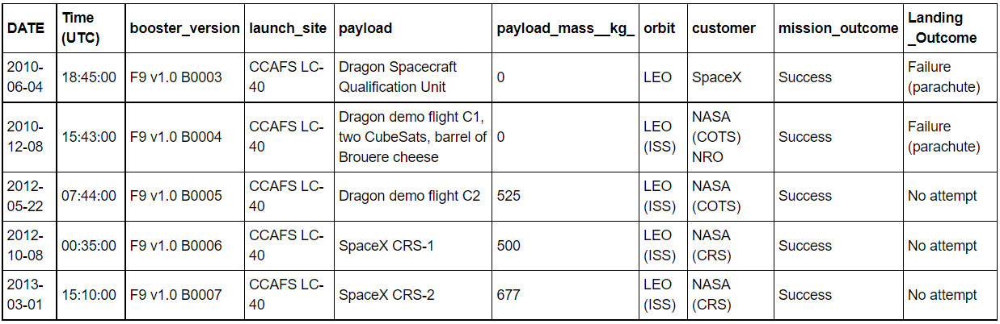 DATE Time (UTC) booster_version launch_site payload payload_mass__kg_ orbit customer mission_outcome Landing _Outcome
2010-06-04 18:45:00 F9 v1.0 B0003 CCAFS LC-40 Dragon Spacecraft Qualification Unit 0 LEO SpaceX Success Failure (parachute)
2010-12-08 15:43:00 F9 v1.0 B0004 CCAFS LC-40 Dragon demo flight C1, two CubeSats, barrel of Brouere cheese 0 LEO (ISS) NASA (COTS) NRO Success Failure (parachute)
2012-05-22 07:44:00 F9 v1.0 B0005 CCAFS LC-40 Dragon demo flight C2 525 LEO (ISS) NASA (COTS) Success No attempt
2012-10-08 00:35:00 F9 v1.0 B0006 CCAFS LC-40 SpaceX CRS-1 500 LEO (ISS) NASA (CRS) Success No attempt
2013-03-01 15:10:00 F9 v1.0 B0007 CCAFS LC-40 SpaceX CRS-2 677 LEO (ISS) NASA (CRS) Success No attempt